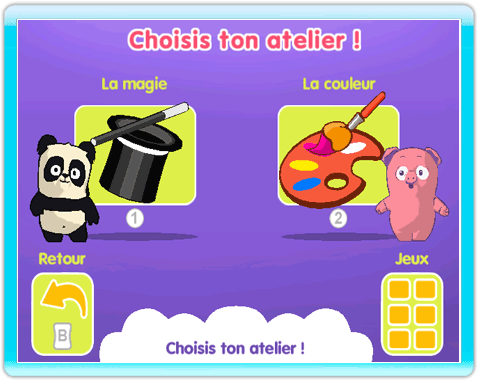 Choisis ton atelier !
La magie
La couleur
1
2
Retour
Jeux
B
Choisis ton atelier !